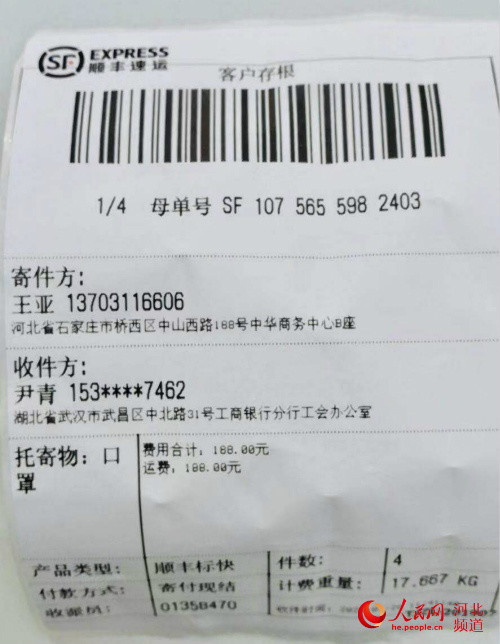 SF EXPRESS
顺丰速运
客户存根
1/4 母单号 SF 107 565 598 2403
寄件方:
王亚 13703116606
河北省石家庄市桥西区中山西路188号中华商务中心B座
收件方:
尹青 153****7462
湖北省武汉市武昌区中北路31号工商银行分行工会办公室
托寄物: 口罩
费用合计: 188.00元
运费: 188.00元
产品类型: 顺丰标快 件数: 4
付款方式: 寄付现结 计费重量: 17.667 KG
收派员: 01358470 收件时间:
人民网 河北频道
he.people.cn